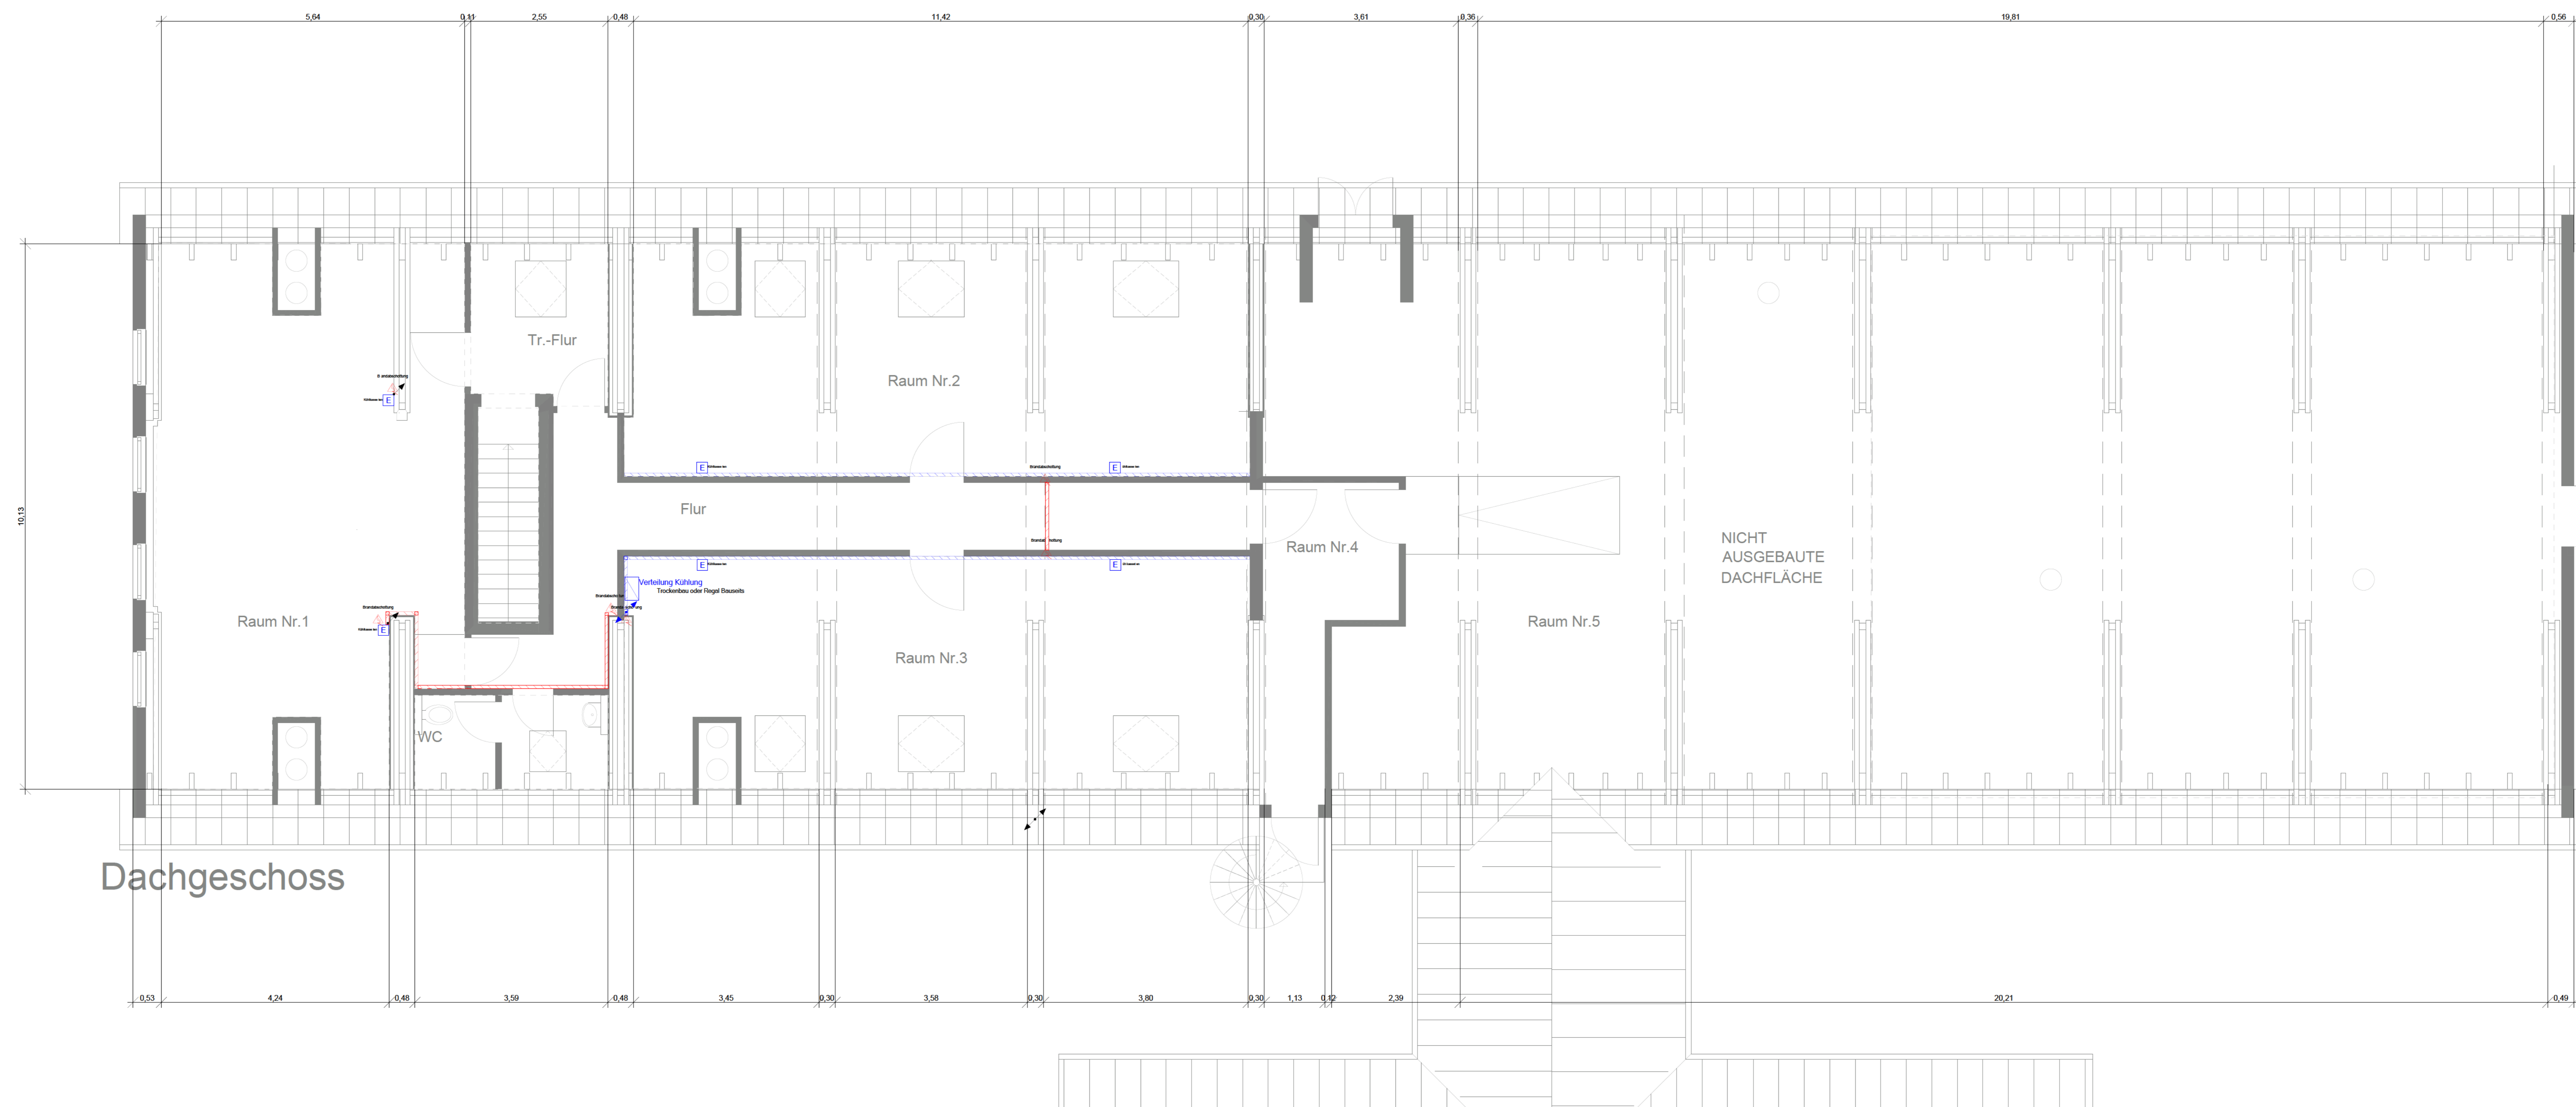 5,64 0,11 2,55 0,48 11,42 0,30 3,61 0,36 19,81 0,56
Tr.-Flur
Raum Nr.2
E
E
E
Brandabschottung
Flur
10,13
NICHT
AUSGEBAUTE
DACHFLÄCHE
Raum Nr.4
E
E
Verteilung Kühlung
Trockenbau oder Regal Bauseits
Brandabschottung
Raum Nr.1
E
Raum Nr.5
Raum Nr.3
WC
Dachgeschoss
0,53 4,24 0,48 3,59 0,48 3,45 0,30 3,58 0,30 3,80 0,30 1,13 0,12 2,39 20,21 0,49